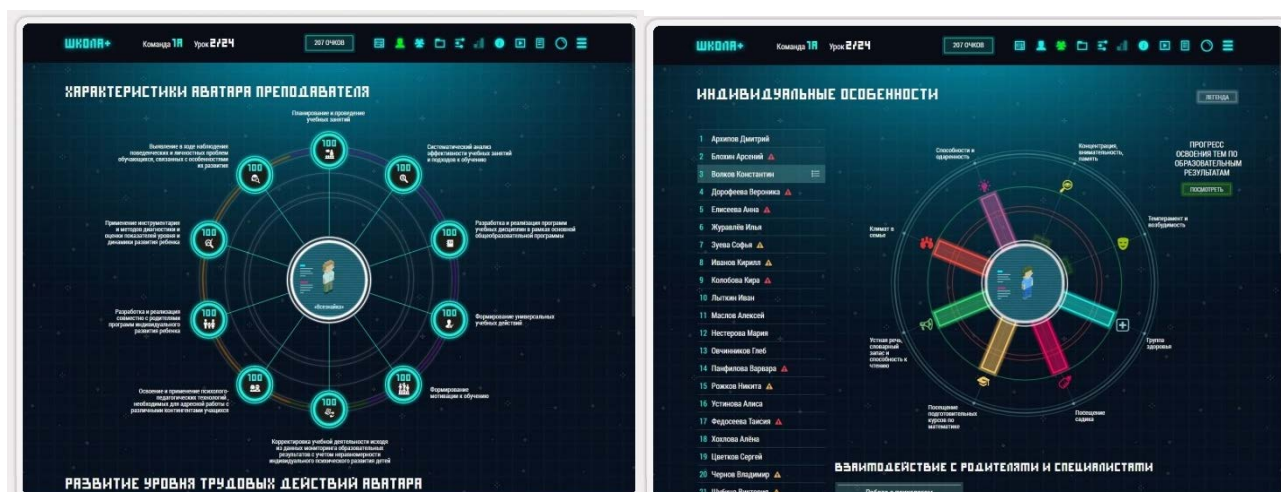 ШКОЛА+ Команда 1Я Урок 2/24 207 ОЧКОВ
ХАРАКТЕРИСТИКИ АВАТАРА ПРЕПОДАВАТЕЛЯ
Планирование и проведение
учебных занятий
100
Систематический анализ
эффективности учебных занятий
и подходов к обучению
100
Разработка и реализация программ
учебных дисциплин в рамках основной
общеобразовательной программы
100
Формирование универсальных
учебных действий
100
Формирование
мотивации к обучению
100
Корректировка учебной деятельности исходя
из данных мониторинга образовательных
результатов с учётом неравномерности
индивидуального психического развития детей
100
Освоение и применение психолого-
педагогических технологий,
необходимых для адресной работы с
различными контингентами учащихся
100
Разработка и реализация
совместно с родителями
программ индивидуального
развития ребенка
100
Применение инструментария
и методов диагностики и
оценки показателей уровня и
динамики развития ребенка
100
Выявление в ходе наблюдения
поведенческих и личностных проблем
обучающихся, связанных с особенностями
их развития
100
«Всезнайка»
РАЗВИТИЕ УРОВНЯ ТРУДОВЫХ ДЕЙСТВИЙ АВАТАРА
ШКОЛА+ Команда 1Я Урок 2/24 207 ОЧКОВ
ИНДИВИДУАЛЬНЫЕ ОСОБЕННОСТИ
ЛЕГЕНДА
1 Архипов Дмитрий
2 Блохин Арсений
3 Волков Константин
4 Дорофеева Вероника
5 Елисеева Анна
6 Журавлёв Илья
7 Зуева Софья
8 Иванов Кирилл
9 Колобова Кира
10 Лыткин Иван
11 Маслов Алексей
12 Нестерова Мария
13 Овчинников Глеб
14 Панфилова Варвара
15 Рожков Никита
16 Устинова Алиса
17 Федосеева Таисия
18 Хохлова Алёна
19 Цветков Сергей
20 Чернов Владимир
Способности и
одаренность
Концентрация,
внимательность,
память
Темперамент и
возбудимость
Группа
здоровья
Посещение
садика
Посещение
подготовительных
курсов по
математике
Устная речь,
словарный
запас и
способность к
чтению
Климат в
семье
ПРОГРЕСС
ОСВОЕНИЯ ТЕМ ПО
ОБРАЗОВАТЕЛЬНЫМ
РЕЗУЛЬТАТАМ
ПОСМОТРЕТЬ
ВЗАИМОДЕЙСТВИЕ С РОДИТЕЛЯМИ И СПЕЦИАЛИСТАМИ